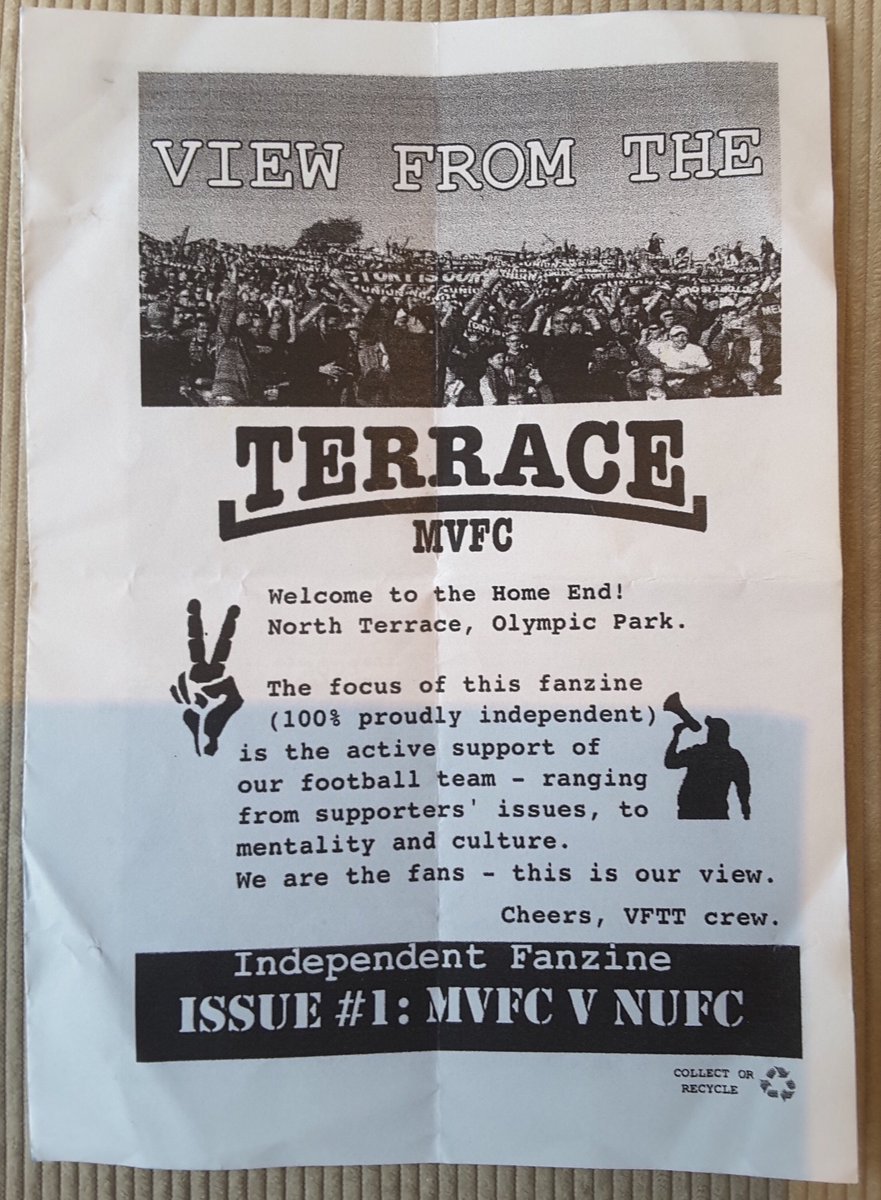 VIEW FROM THE
TERRACE
MVFC
Welcome to the Home End!
North Terrace, Olympic Park.
The focus of this fanzine
(100% proudly independent)
is the active support of
our football team - ranging
from supporters' issues, to
mentality and culture.
We are the fans - this is our view.
Cheers, VFTT crew.
Independent Fanzine
ISSUE #1: MVFC V NUFC
COLLECT OR
RECYCLE